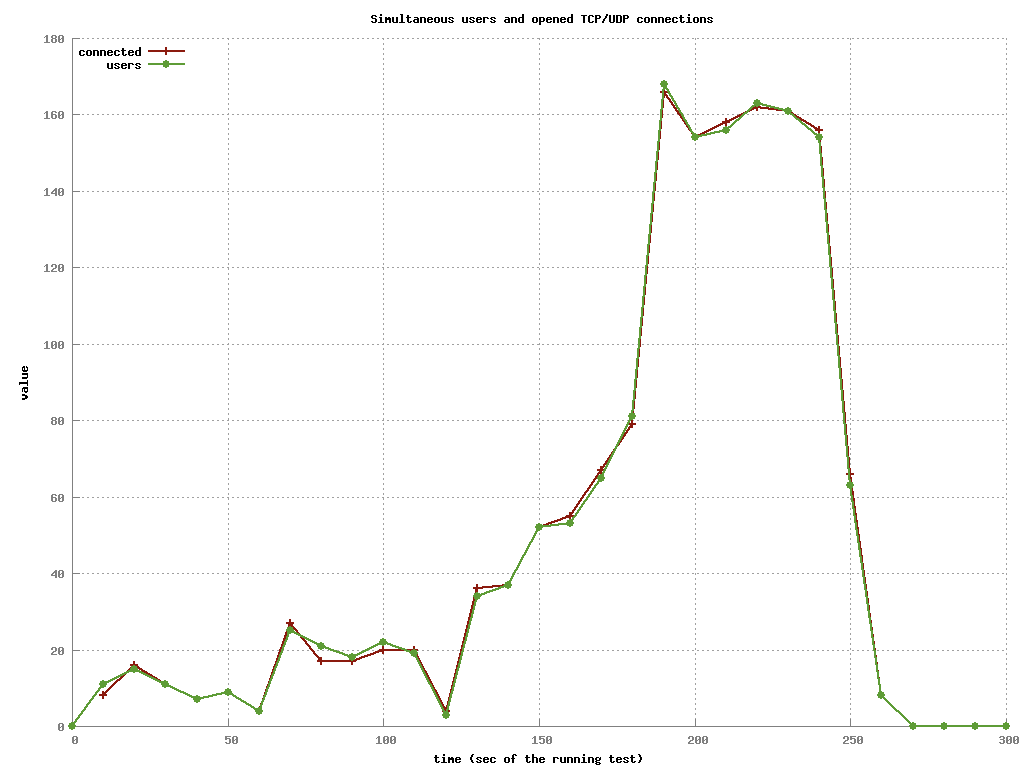 Simultaneous users and opened TCP/UDP connections
connected
users
180
160
140
120
100
80
60
40
20
0
value
0 50 100 150 200 250 300
time (sec of the running test)